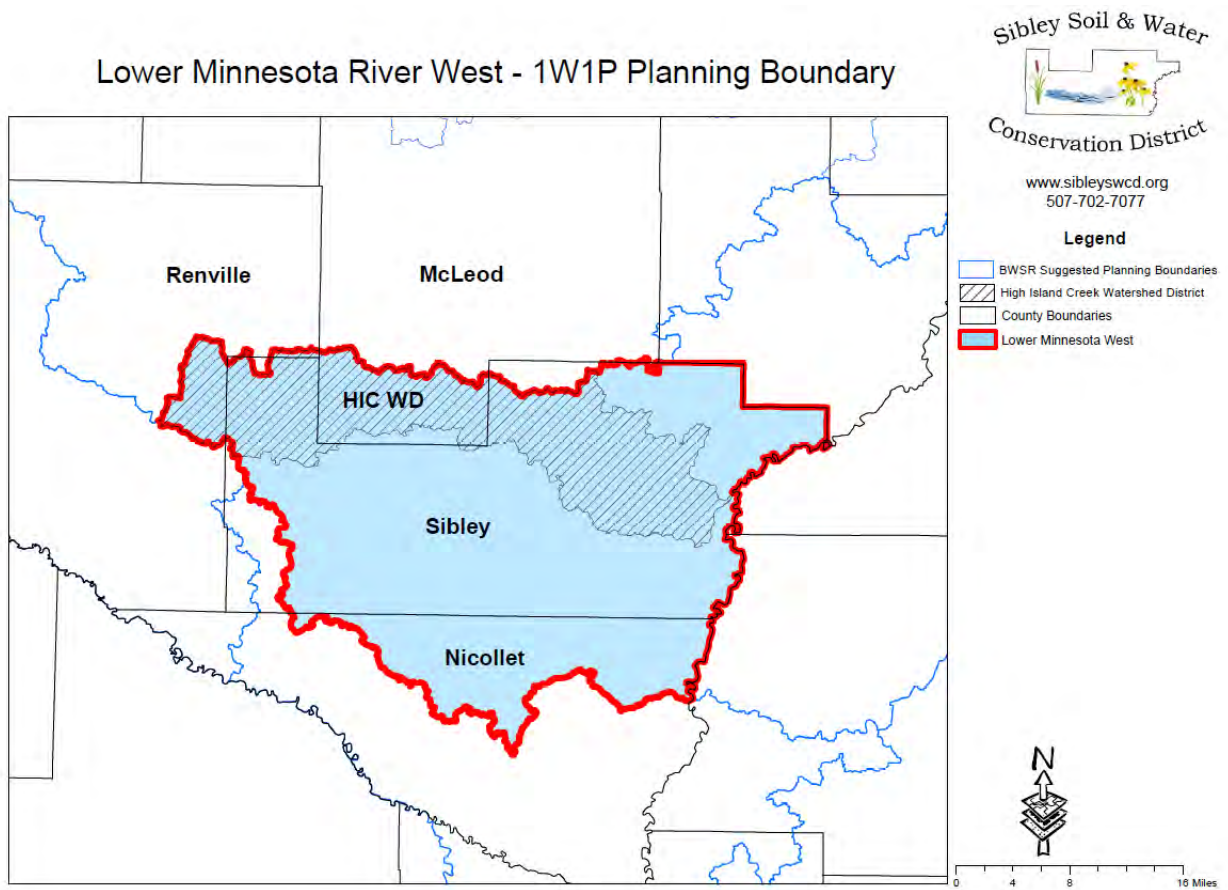 Lower Minnesota River West - 1W1P Planning Boundary
Sibley Soil & Water
Conservation District
www.sibleyswcd.org
507-702-7077
Legend
BWSR Suggested Planning Boundaries
High Island Creek Watershed District
County Boundaries
Lower Minnesota West
Renville
McLeod
HIC WD
Sibley
Nicollet
N
0 4 8 16 Miles